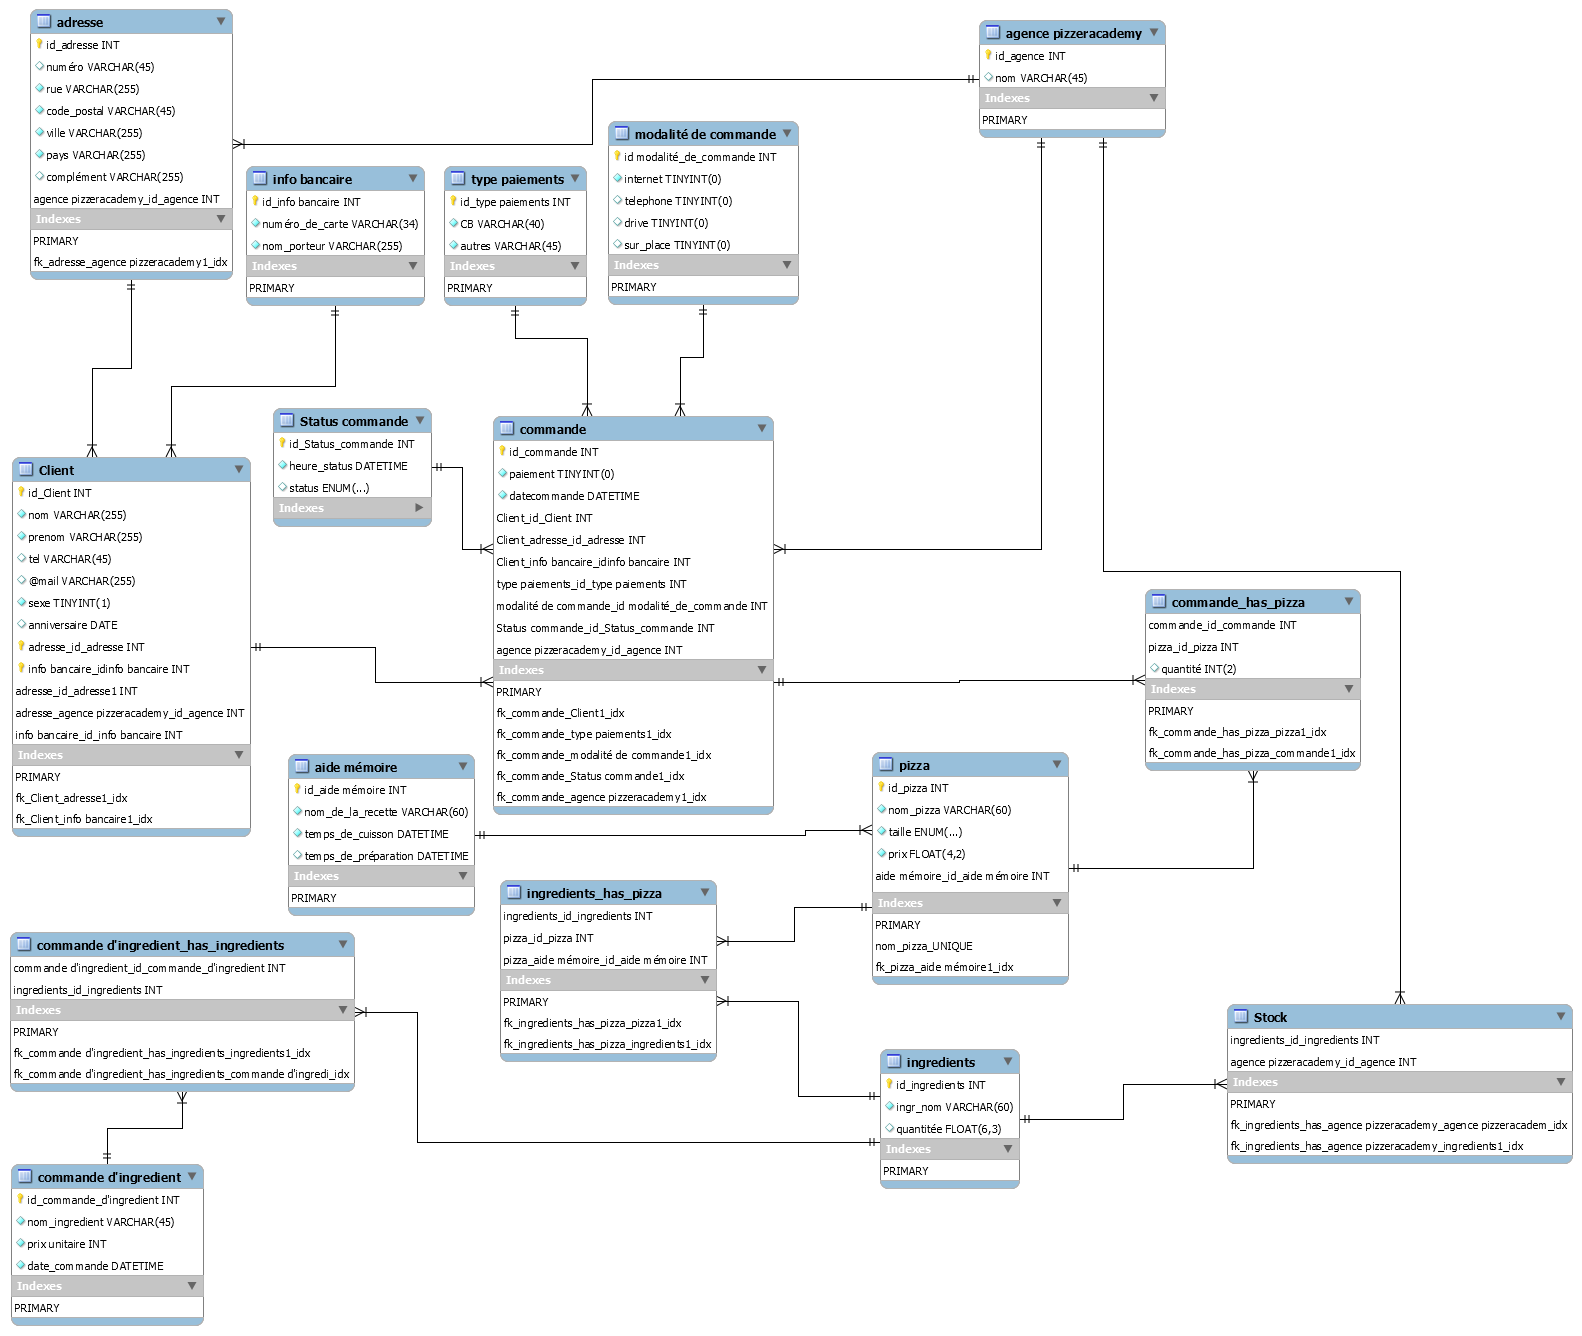 adresse
id_adresse INT
numéro VARCHAR(45)
rue VARCHAR(255)
code_postal VARCHAR(45)
ville VARCHAR(255)
pays VARCHAR(255)
complément VARCHAR(255)
agence pizzeracademy_id_agence INT
Indexes
PRIMARY
fk_adresse_agence pizzeracademy1_idx
agence pizzeracademy
id_agence INT
nom VARCHAR(45)
Indexes
PRIMARY
info bancaire
id_info bancaire INT
numéro_de_carte VARCHAR(34)
nom_porteur VARCHAR(255)
Indexes
PRIMARY
type paiements
id_type paiements INT
CB VARCHAR(40)
autres VARCHAR(45)
Indexes
PRIMARY
modalité de commande
id modalité_de_commande INT
internet TINYINT(0)
telephone TINYINT(0)
drive TINYINT(0)
sur_place TINYINT(0)
Indexes
PRIMARY
Status commande
id_Status_commande INT
heure_status DATETIME
status ENUM(...)
Indexes
Client
id_Client INT
nom VARCHAR(255)
prenom VARCHAR(255)
tel VARCHAR(45)
@mail VARCHAR(255)
sexe TINYINT(1)
anniversaire DATE
adresse_id_adresse INT
info bancaire_idinfo bancaire INT
adresse_id_adresse1 INT
adresse_agence pizzeracademy_id_agence INT
info bancaire_id_info bancaire INT
Indexes
PRIMARY
fk_Client_adresse1_idx
fk_Client_info bancaire1_idx
commande
id_commande INT
paiement TINYINT(0)
datecommande DATETIME
Client_id_Client INT
Client_adresse_id_adresse INT
Client_info bancaire_idinfo bancaire INT
type paiements_id_type paiements INT
modalité de commande_id modalité_de_commande INT
Status commande_id_Status_commande INT
agence pizzeracademy_id_agence INT
Indexes
PRIMARY
fk_commande_Client1_idx
fk_commande_type paiements1_idx
fk_commande_modalité de commande1_idx
fk_commande_Status commande1_idx
fk_commande_agence pizzeracademy1_idx
commande_has_pizza
commande_id_commande INT
pizza_id_pizza INT
quantité INT(2)
Indexes
PRIMARY
fk_commande_has_pizza_pizza1_idx
fk_commande_has_pizza_commande1_idx
aide mémoire
id_aide mémoire INT
nom_de_la_recette VARCHAR(60)
temps_de_cuisson DATETIME
temps_de_préparation DATETIME
Indexes
PRIMARY
pizza
id_pizza INT
nom_pizza VARCHAR(60)
taille ENUM(...)
prix FLOAT(4,2)
aide mémoire_id_aide mémoire INT
Indexes
PRIMARY
nom_pizza_UNIQUE
fk_pizza_aide mémoire1_idx
ingredients_has_pizza
ingredients_id_ingredients INT
pizza_id_pizza INT
pizza_aide mémoire_id_aide mémoire INT
Indexes
PRIMARY
fk_ingredients_has_pizza_pizza1_idx
fk_ingredients_has_pizza_ingredients1_idx
commande d'ingredient_has_ingredients
commande d'ingredient_id_commande_d'ingredient INT
ingredients_id_ingredients INT
Indexes
PRIMARY
fk_commande d'ingredient_has_ingredients_ingredients1_idx
fk_commande d'ingredient_has_ingredients_commande d'ingredi_idx
ingredients
id_ingredients INT
ingr_nom VARCHAR(60)
quantitée FLOAT(6,3)
Indexes
PRIMARY
Stock
ingredients_id_ingredients INT
agence pizzeracademy_id_agence INT
Indexes
PRIMARY
fk_ingredients_has_agence pizzeracademy_agence pizzeracadem_idx
fk_ingredients_has_agence pizzeracademy_ingredients1_idx
commande d'ingredient
id_commande_d'ingredient INT
nom_ingredient VARCHAR(45)
prix unitaire INT
date_commande DATETIME
Indexes
PRIMARY